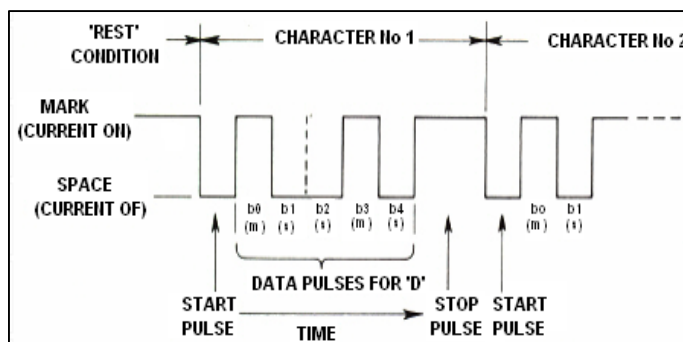 'REST'
CONDITION
CHARACTER No 1
CHARACTER No 2
MARK
(CURRENT ON)
SPACE
(CURRENT OF)
b0 b1 b2 b3 b4 bo b1
(m) (s) (s) (m) (s) (m) (s)
DATA PULSES FOR 'D'
START
PULSE
TIME
STOP
PULSE
START
PULSE